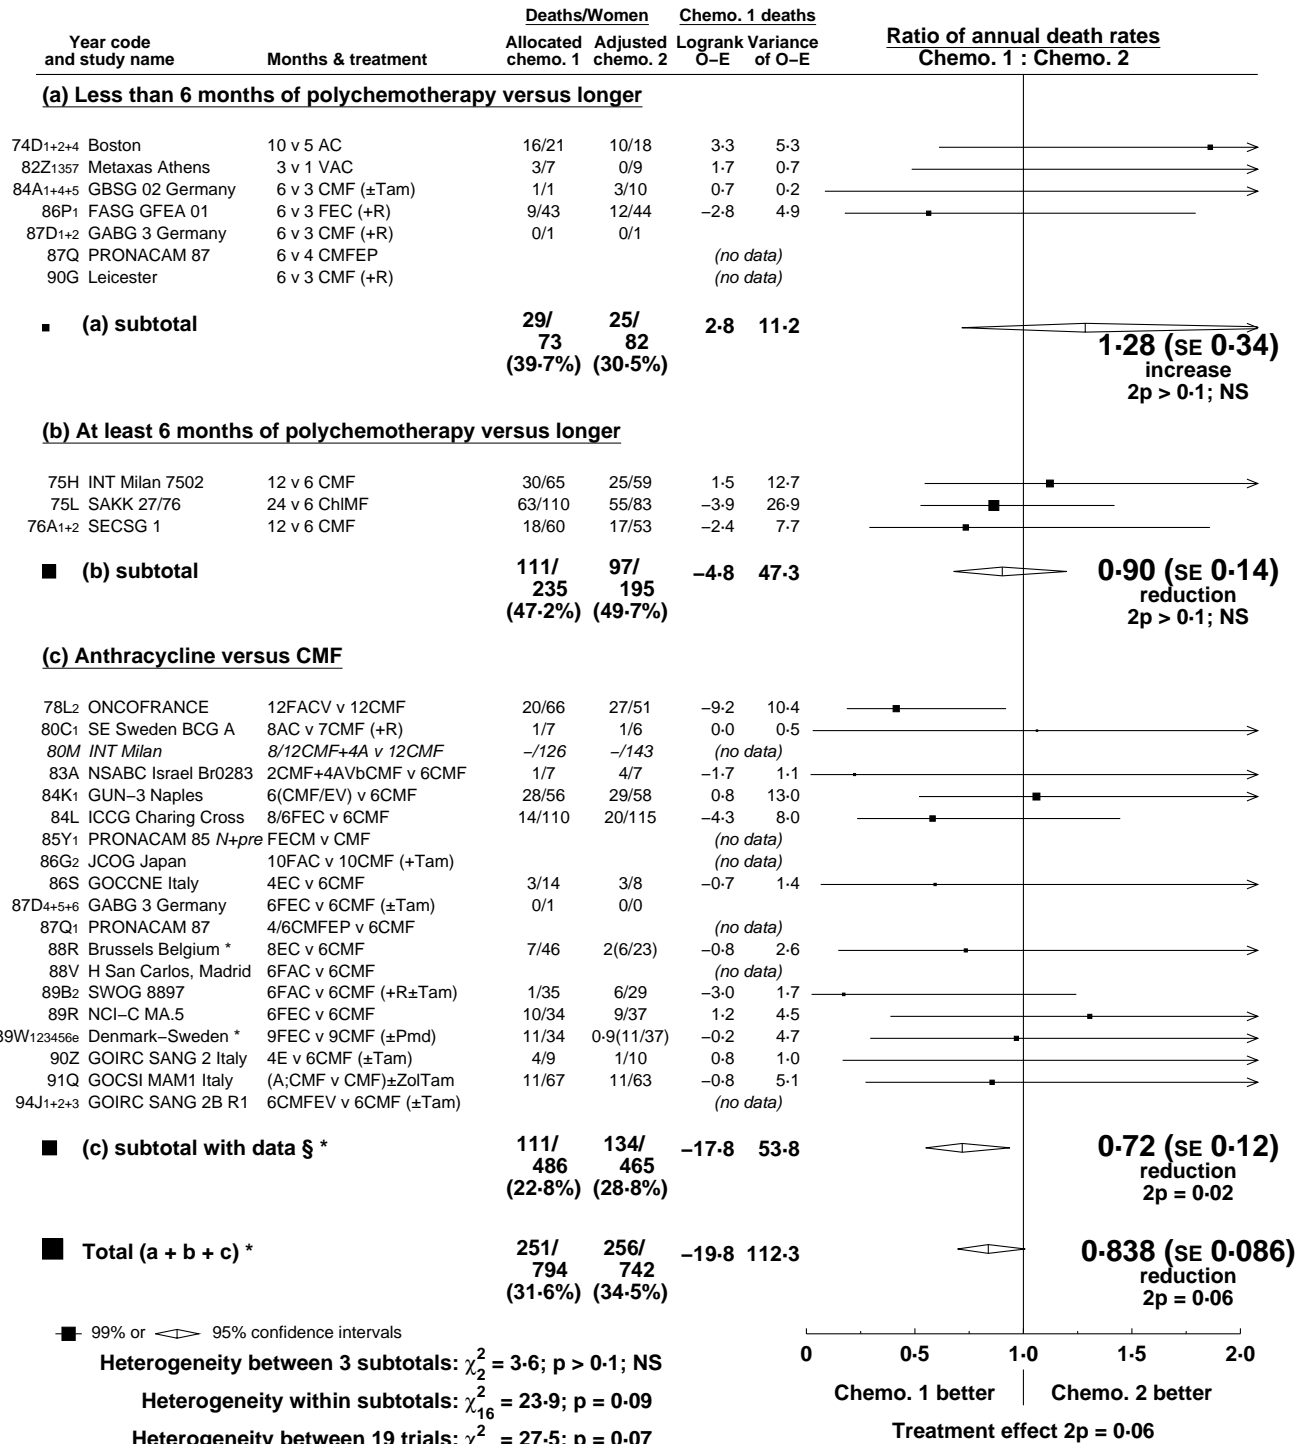 Deaths/Women Chemo. 1 deaths
Year code and study name Months & treatment Allocated chemo. 1 Adjusted chemo. 2 Logrank O–E Variance of O–E Ratio of annual death rates Chemo. 1 : Chemo. 2
(a) Less than 6 months of polychemotherapy versus longer
74D1+2+4 Boston 10 v 5 AC 16/21 10/18 3·3 5·3
82Z1357 Metaxas Athens 3 v 1 VAC 3/7 0/9 1·7 0·7
84A1+4+5 GBSG 02 Germany 6 v 3 CMF (±Tam) 1/1 3/10 0·7 0·2
86P1 FASG GFEA 01 6 v 3 FEC (+R) 9/43 12/44 −2·8 4·9
87D1+2 GABG 3 Germany 6 v 3 CMF (+R) 0/1 0/1
87Q PRONACAM 87 6 v 4 CMFEP (no data)
90G Leicester 6 v 3 CMF (+R) (no data)
(a) subtotal 29/73 (39·7%) 25/82 (30·5%) 2·8 11·2
1·28 (SE 0·34)
increase
2p > 0·1; NS
(b) At least 6 months of polychemotherapy versus longer
75H INT Milan 7502 12 v 6 CMF 30/65 25/59 1·5 12·7
75L SAKK 27/76 24 v 6 ChlMF 63/110 55/83 −3·9 26·9
76A1+2 SECSG 1 12 v 6 CMF 18/60 17/53 −2·4 7·7
(b) subtotal 111/235 (47·2%) 97/195 (49·7%) −4·8 47·3
0·90 (SE 0·14)
reduction
2p > 0·1; NS
(c) Anthracycline versus CMF
78L2 ONCOFRANCE 12FACV v 12CMF 20/66 27/51 −9·2 10·4
80C1 SE Sweden BCG A 8AC v 7CMF (+R) 1/7 1/6 0·0 0·5
80M INT Milan 8/12CMF+4A v 12CMF −/126 −/143 (no data)
83A NSABC Israel Br0283 2CMF+4AVbCMF v 6CMF 1/7 4/7 −1·7 1·1
84K1 GUN−3 Naples 6(CMF/EV) v 6CMF 28/56 29/58 0·8 13·0
84L ICCG Charing Cross 8/6FEC v 6CMF 14/110 20/115 −4·3 8·0
85Y1 PRONACAM 85 N+pre FECM v CMF (no data)
86G2 JCOG Japan 10FAC v 10CMF (+Tam) (no data)
86S GOCCNE Italy 4EC v 6CMF 3/14 3/8 −0·7 1·4
87D4+5+6 GABG 3 Germany 6FEC v 6CMF (±Tam) 0/1 0/0
87Q1 PRONACAM 87 4/6CMFEP v 6CMF (no data)
88R Brussels Belgium * 8EC v 6CMF 7/46 2(6/23) −0·8 2·6
88V H San Carlos, Madrid 6FAC v 6CMF (no data)
89B2 SWOG 8897 6FAC v 6CMF (+R±Tam) 1/35 6/29 −3·0 1·7
89R NCI−C MA.5 6FEC v 6CMF 10/34 9/37 1·2 4·5
39W123456e Denmark−Sweden * 9FEC v 9CMF (±Pmd) 11/34 0·9(11/37) −0·2 4·7
90Z GOIRC SANG 2 Italy 4E v 6CMF (±Tam) 4/9 1/10 0·8 1·0
91Q GOCSI MAM1 Italy (A;CMF v CMF)±ZolTam 11/67 11/63 −0·8 5·1
94J1+2+3 GOIRC SANG 2B R1 6CMFEV v 6CMF (±Tam) (no data)
(c) subtotal with data § * 111/486 (22·8%) 134/465 (28·8%) −17·8 53·8
0·72 (SE 0·12)
reduction
2p = 0·02
Total (a + b + c) * 251/794 (31·6%) 256/742 (34·5%) −19·8 112·3
0·838 (SE 0·086)
reduction
2p = 0·06
99% or 95% confidence intervals
0 0·5 1·0 1·5 2·0
Chemo. 1 better Chemo. 2 better
Treatment effect 2p = 0·06
Heterogeneity between 3 subtotals: χ²₂ = 3·6; p > 0·1; NS
Heterogeneity within subtotals: χ²₁₆ = 23·9; p = 0·09
Heterogeneity between 19 trials: χ² = 27·5; p = 0·07